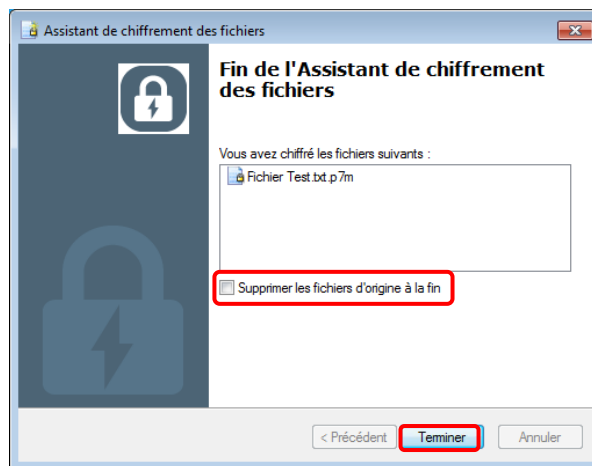 Assistant de chiffrement des fichiers
Fin de l'Assistant de chiffrement
des fichiers
Vous avez chiffré les fichiers suivants :
Fichier Test.txt.p7m
Supprimer les fichiers d'origine à la fin
< Précédent Terminer Annuler